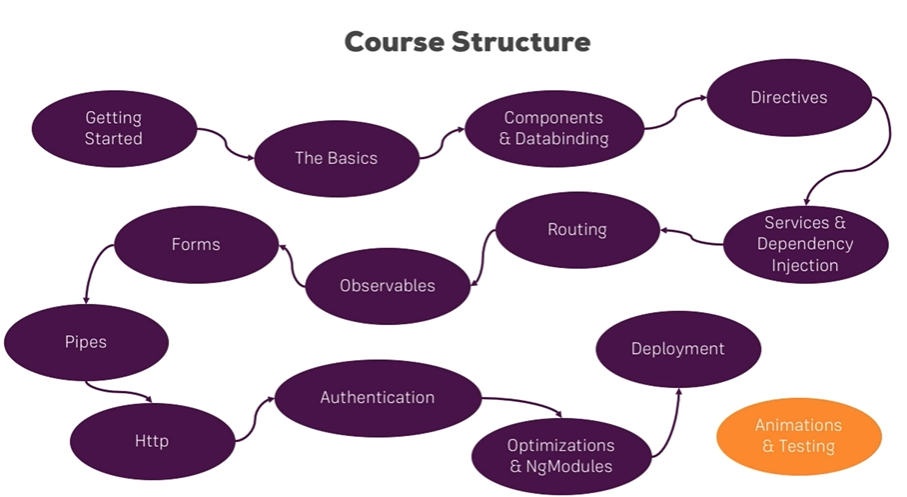 Course Structure
Getting
Started
The Basics
Components
& Databinding
Directives
Services &
Dependency
Injection
Routing
Observables
Forms
Pipes
Http
Authentication
Optimizations
& NgModules
Deployment
Animations
& Testing